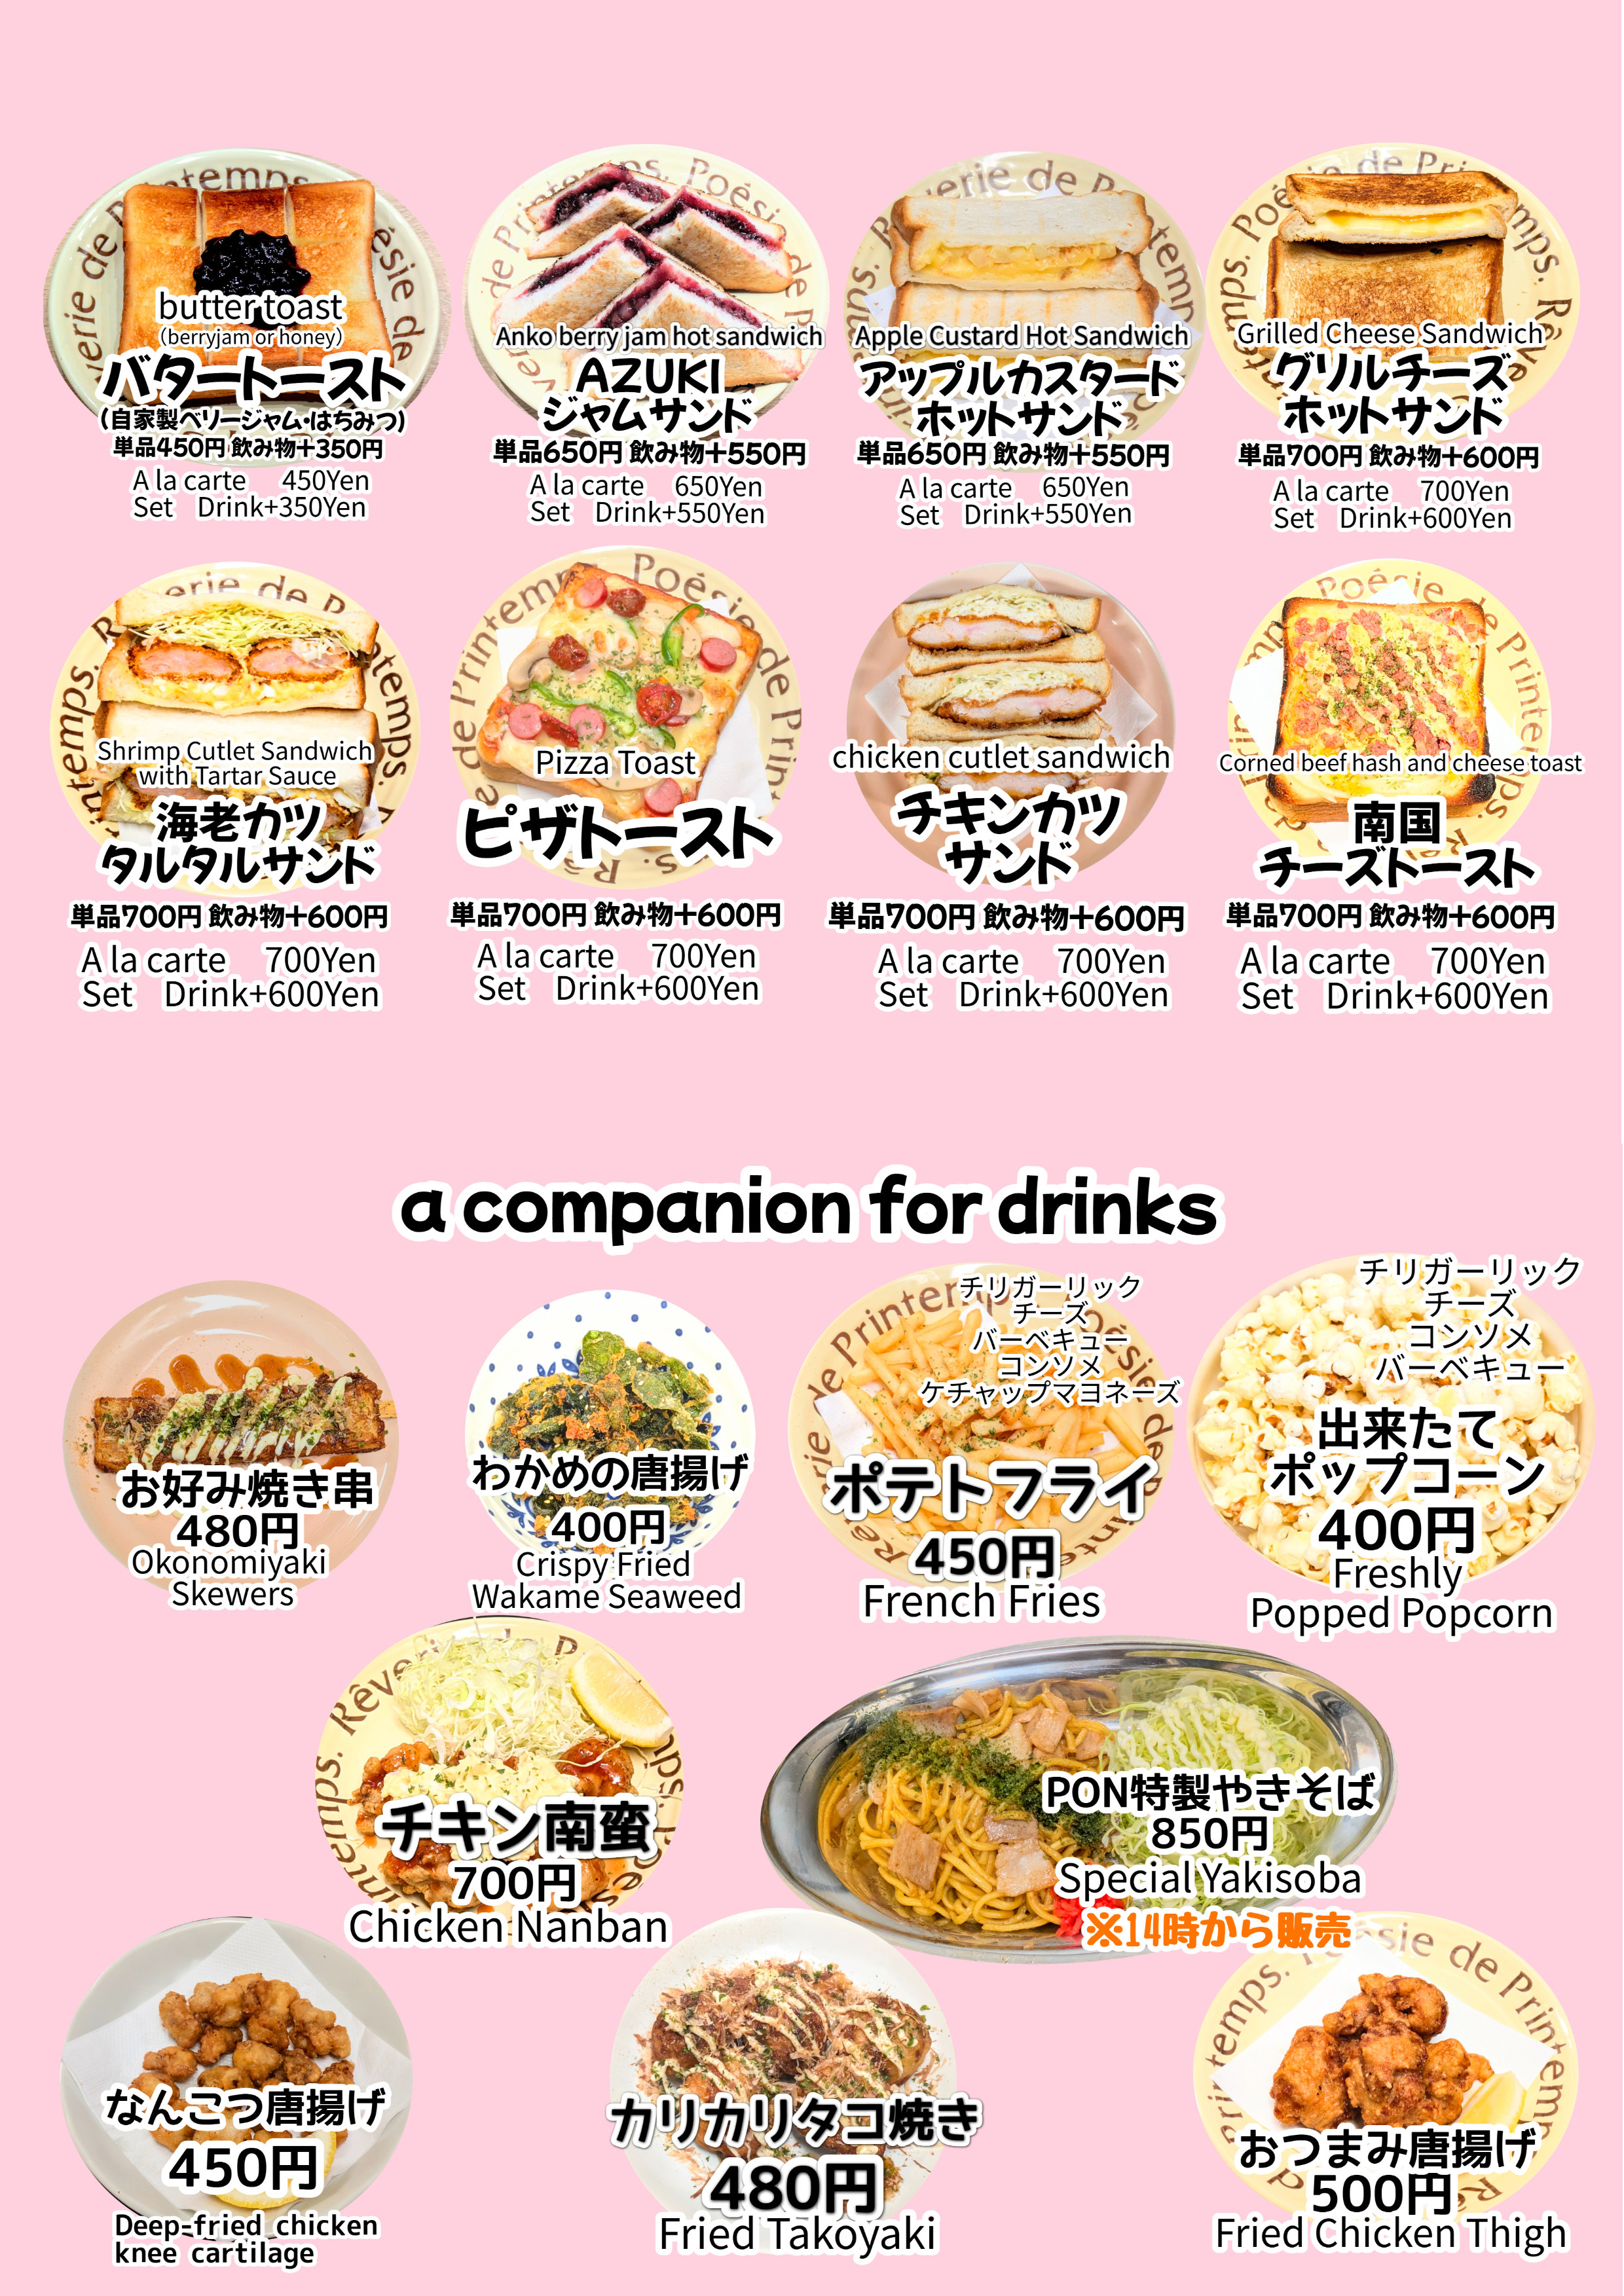 butter toast
(berryjam or honey)
バタートースト
(自家製ベリージャム・はちみつ)
単品450円 飲み物+350円
A la carte 450Yen
Set Drink+350Yen
Anko berry jam hot sandwich
AZUKI
ジャムサンド
単品650円 飲み物+550円
A la carte 650Yen
Set Drink+550Yen
Apple Custard Hot Sandwich
アップルカスタード
ホットサンド
単品650円 飲み物+550円
A la carte 650Yen
Set Drink+550Yen
Grilled Cheese Sandwich
グリルチーズ
ホットサンド
単品700円 飲み物+600円
A la carte 700Yen
Set Drink+600Yen
Shrimp Cutlet Sandwich
with Tartar Sauce
海老カツ
タルタルサンド
単品700円 飲み物+600円
A la carte 700Yen
Set Drink+600Yen
Pizza Toast
ピザトースト
単品700円 飲み物+600円
A la carte 700Yen
Set Drink+600Yen
chicken cutlet sandwich
チキンカツ
サンド
単品700円 飲み物+600円
A la carte 700Yen
Set Drink+600Yen
Corned beef hash and cheese toast
南国
チーズトースト
単品700円 飲み物+600円
A la carte 700Yen
Set Drink+600Yen
a companion for drinks
お好み焼き串
480円
Okonomiyaki
Skewers
わかめの唐揚げ
400円
Crispy Fried
Wakame Seaweed
チリガーリック
チーズ
バーベキュー
コンソメ
ケチャップマヨネーズ
ポテトフライ
450円
French Fries
チリガーリック
チーズ
コンソメ
バーベキュー
出来たて
ポップコーン
400円
Freshly
Popped Popcorn
チキン南蛮
700円
Chicken Nanban
PON特製やきそば
850円
Special Yakisoba
※14時から販売
なんこつ唐揚げ
450円
Deep-fried chicken
knee cartilage
カリカリタコ焼き
480円
Fried Takoyaki
おつまみ唐揚げ
500円
Fried Chicken Thigh